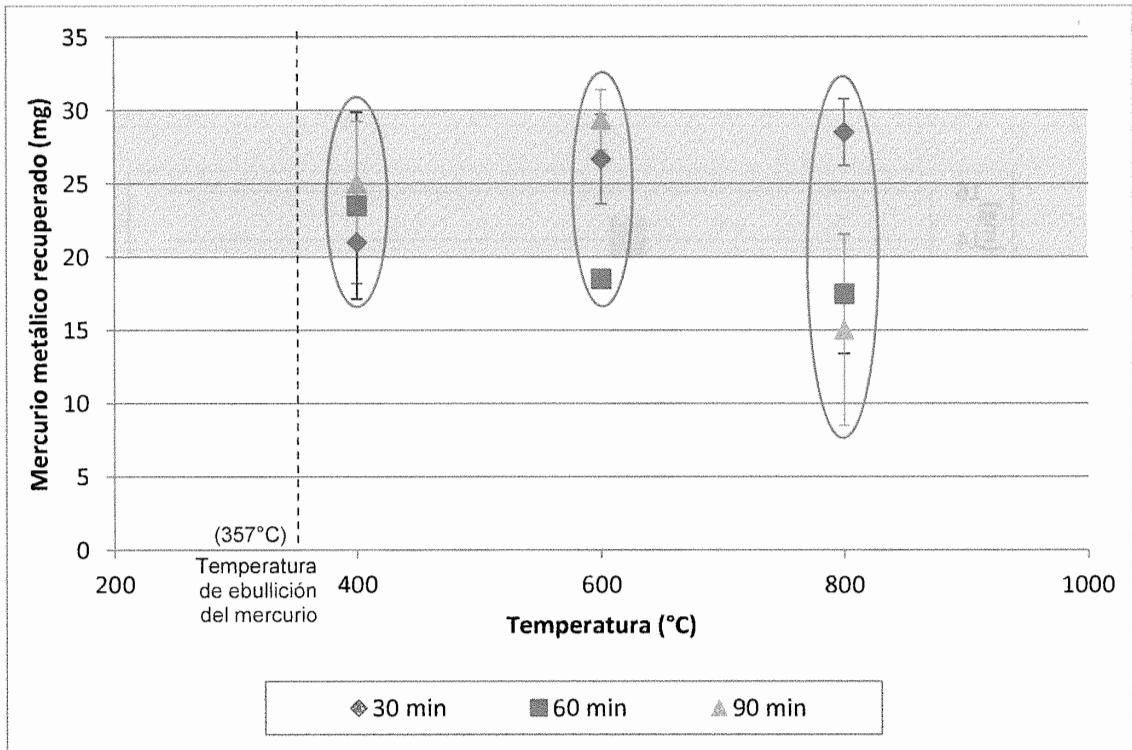 35
30
25
20
15
10
5
0
Mercurio metálico recuperado (mg)
(357°C)
Temperatura
de ebullición
del mercurio
200
400
600
800
1000
Temperatura (°C)
30 min
60 min
90 min